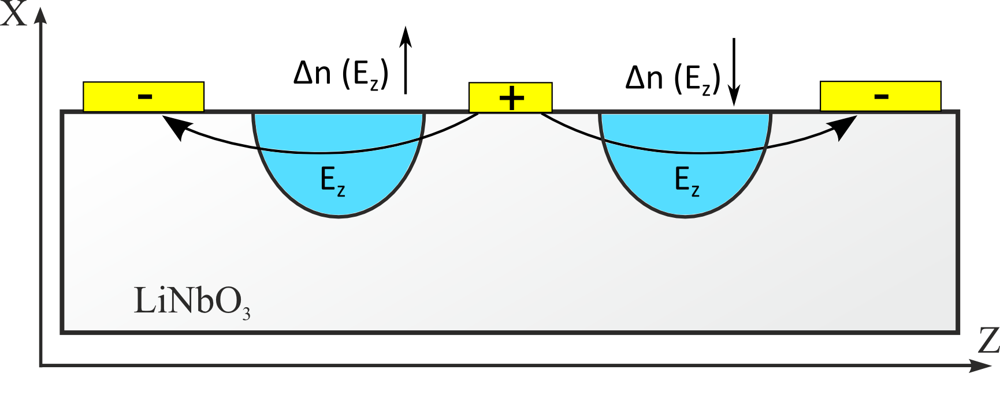 X
Δn (Ez)
Δn (Ez)
-
+
-
Ez
Ez
LiNbO3
Z